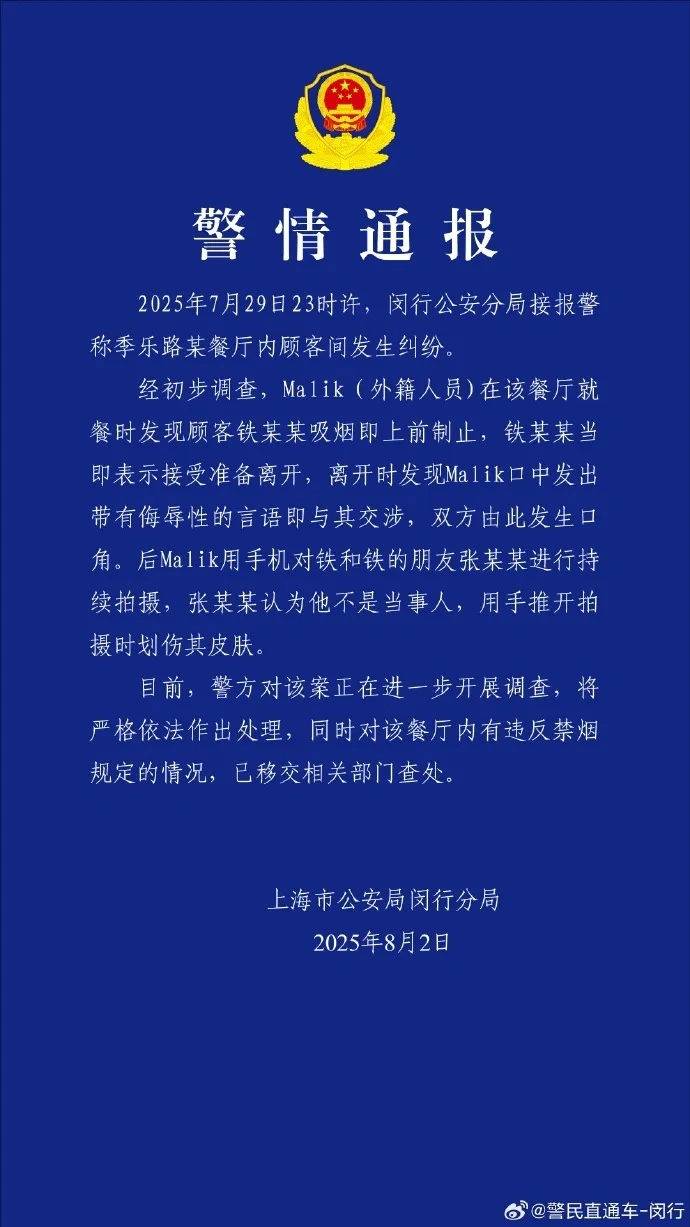 警情通报
2025年7月29日23时许，闵行公安分局接报警
称季乐路某餐厅内顾客间发生纠纷。
经初步调查，Malik（外籍人员)在该餐厅就
餐时发现顾客铁某某吸烟即上前制止，铁某某当
即表示接受准备离开，离开时发现Malik口中发出
带有侮辱性的言语即与其交涉，双方由此发生口
角。后Malik用手机对铁和铁的朋友张某某进行持
续拍摄，张某某认为他不是当事人，用手推开拍
摄时划伤其皮肤。
目前，警方对该案正在进一步开展调查，将
严格依法作出处理，同时对该餐厅内有违反禁烟
规定的情况，已移交相关部门查处。
上海市公安局闵行分局
2025年8月2日
@警民直通车-闵行